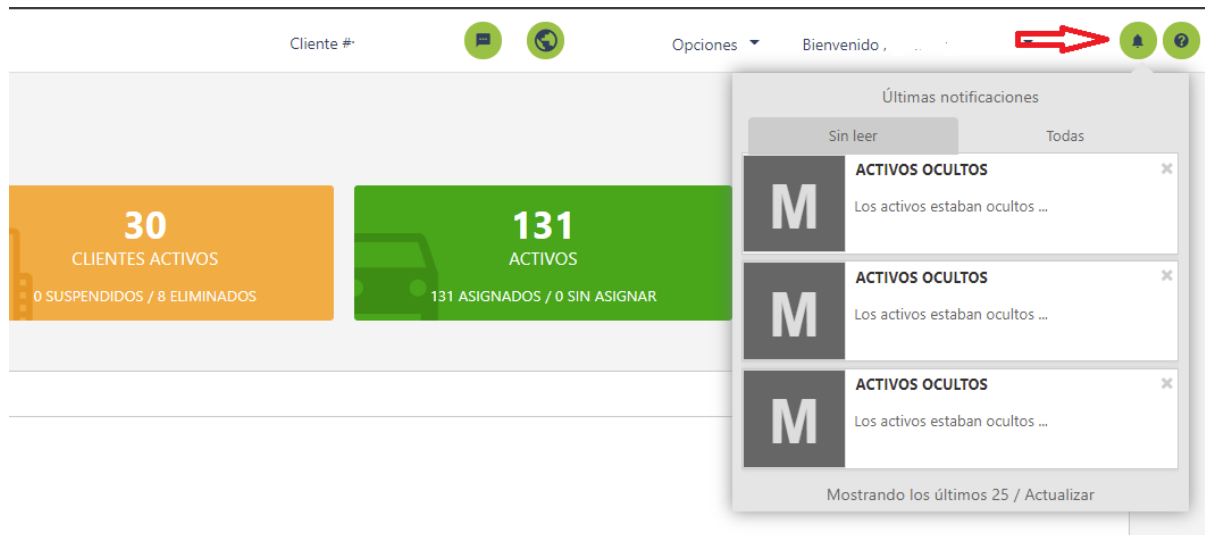 Cliente #
Opciones
Bienvenido ,
?
Últimas notificaciones
Sin leer
Todas
M
ACTIVOS OCULTOS
Los activos estaban ocultos ...
M
ACTIVOS OCULTOS
Los activos estaban ocultos ...
M
ACTIVOS OCULTOS
Los activos estaban ocultos ...
Mostrando los últimos 25 / Actualizar
30
CLIENTES ACTIVOS
0 SUSPENDIDOS / 8 ELIMINADOS
131
ACTIVOS
131 ASIGNADOS / 0 SIN ASIGNAR